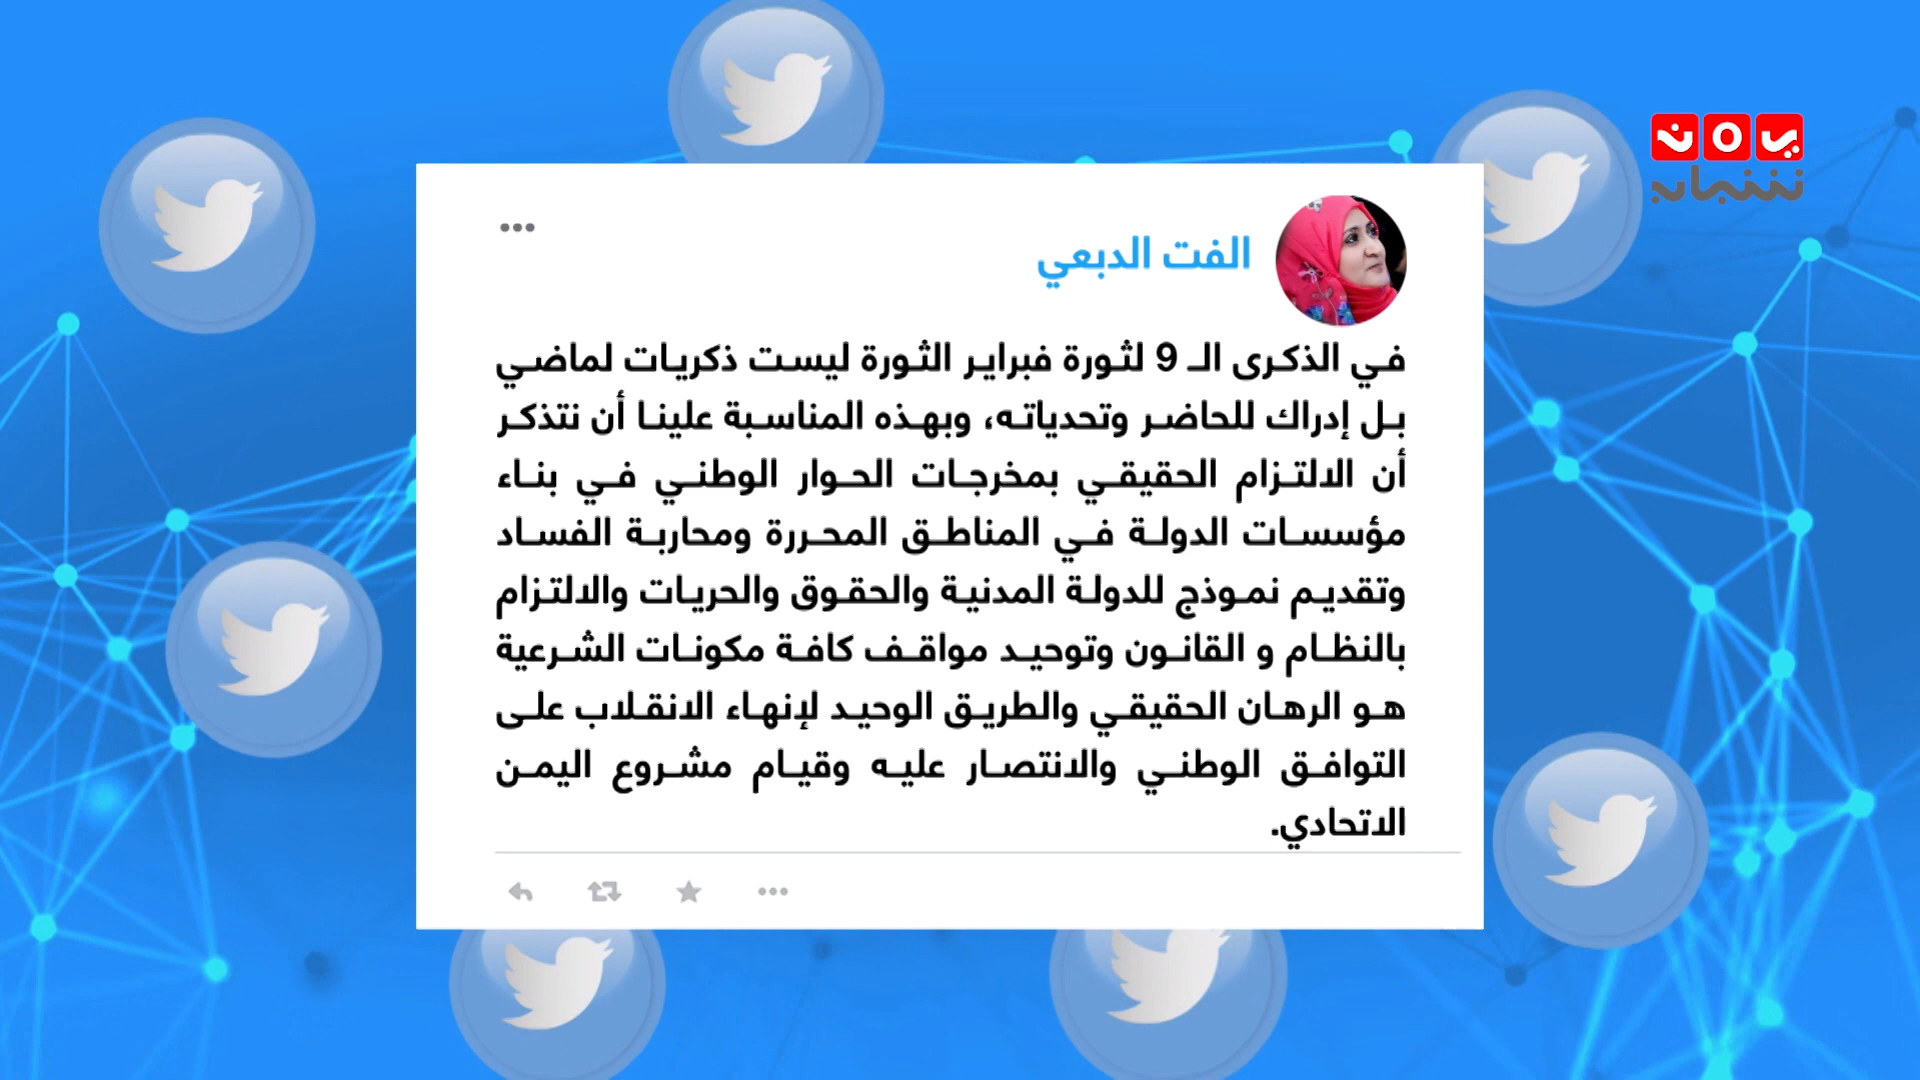 يمن
شباب
الفت الدبعي
في الذكرى الـ 9 لثورة فبراير الثورة ليست ذكريات لماضي
بل إدراك للحاضر وتحدياته، وبهذه المناسبة علينا أن نتذكر
أن الالتزام الحقيقي بمخرجات الحوار الوطني في بناء
مؤسسات الدولة في المناطق المحررة ومحاربة الفساد
وتقديم نموذج للدولة المدنية والحقوق والحريات والالتزام
بالنظام و القانون وتوحيد مواقف كافة مكونات الشرعية
هو الرهان الحقيقي والطريق الوحيد لإنهاء الانقلاب على
التوافق الوطني والانتصار عليه وقيام مشروع اليمن
الاتحادي.